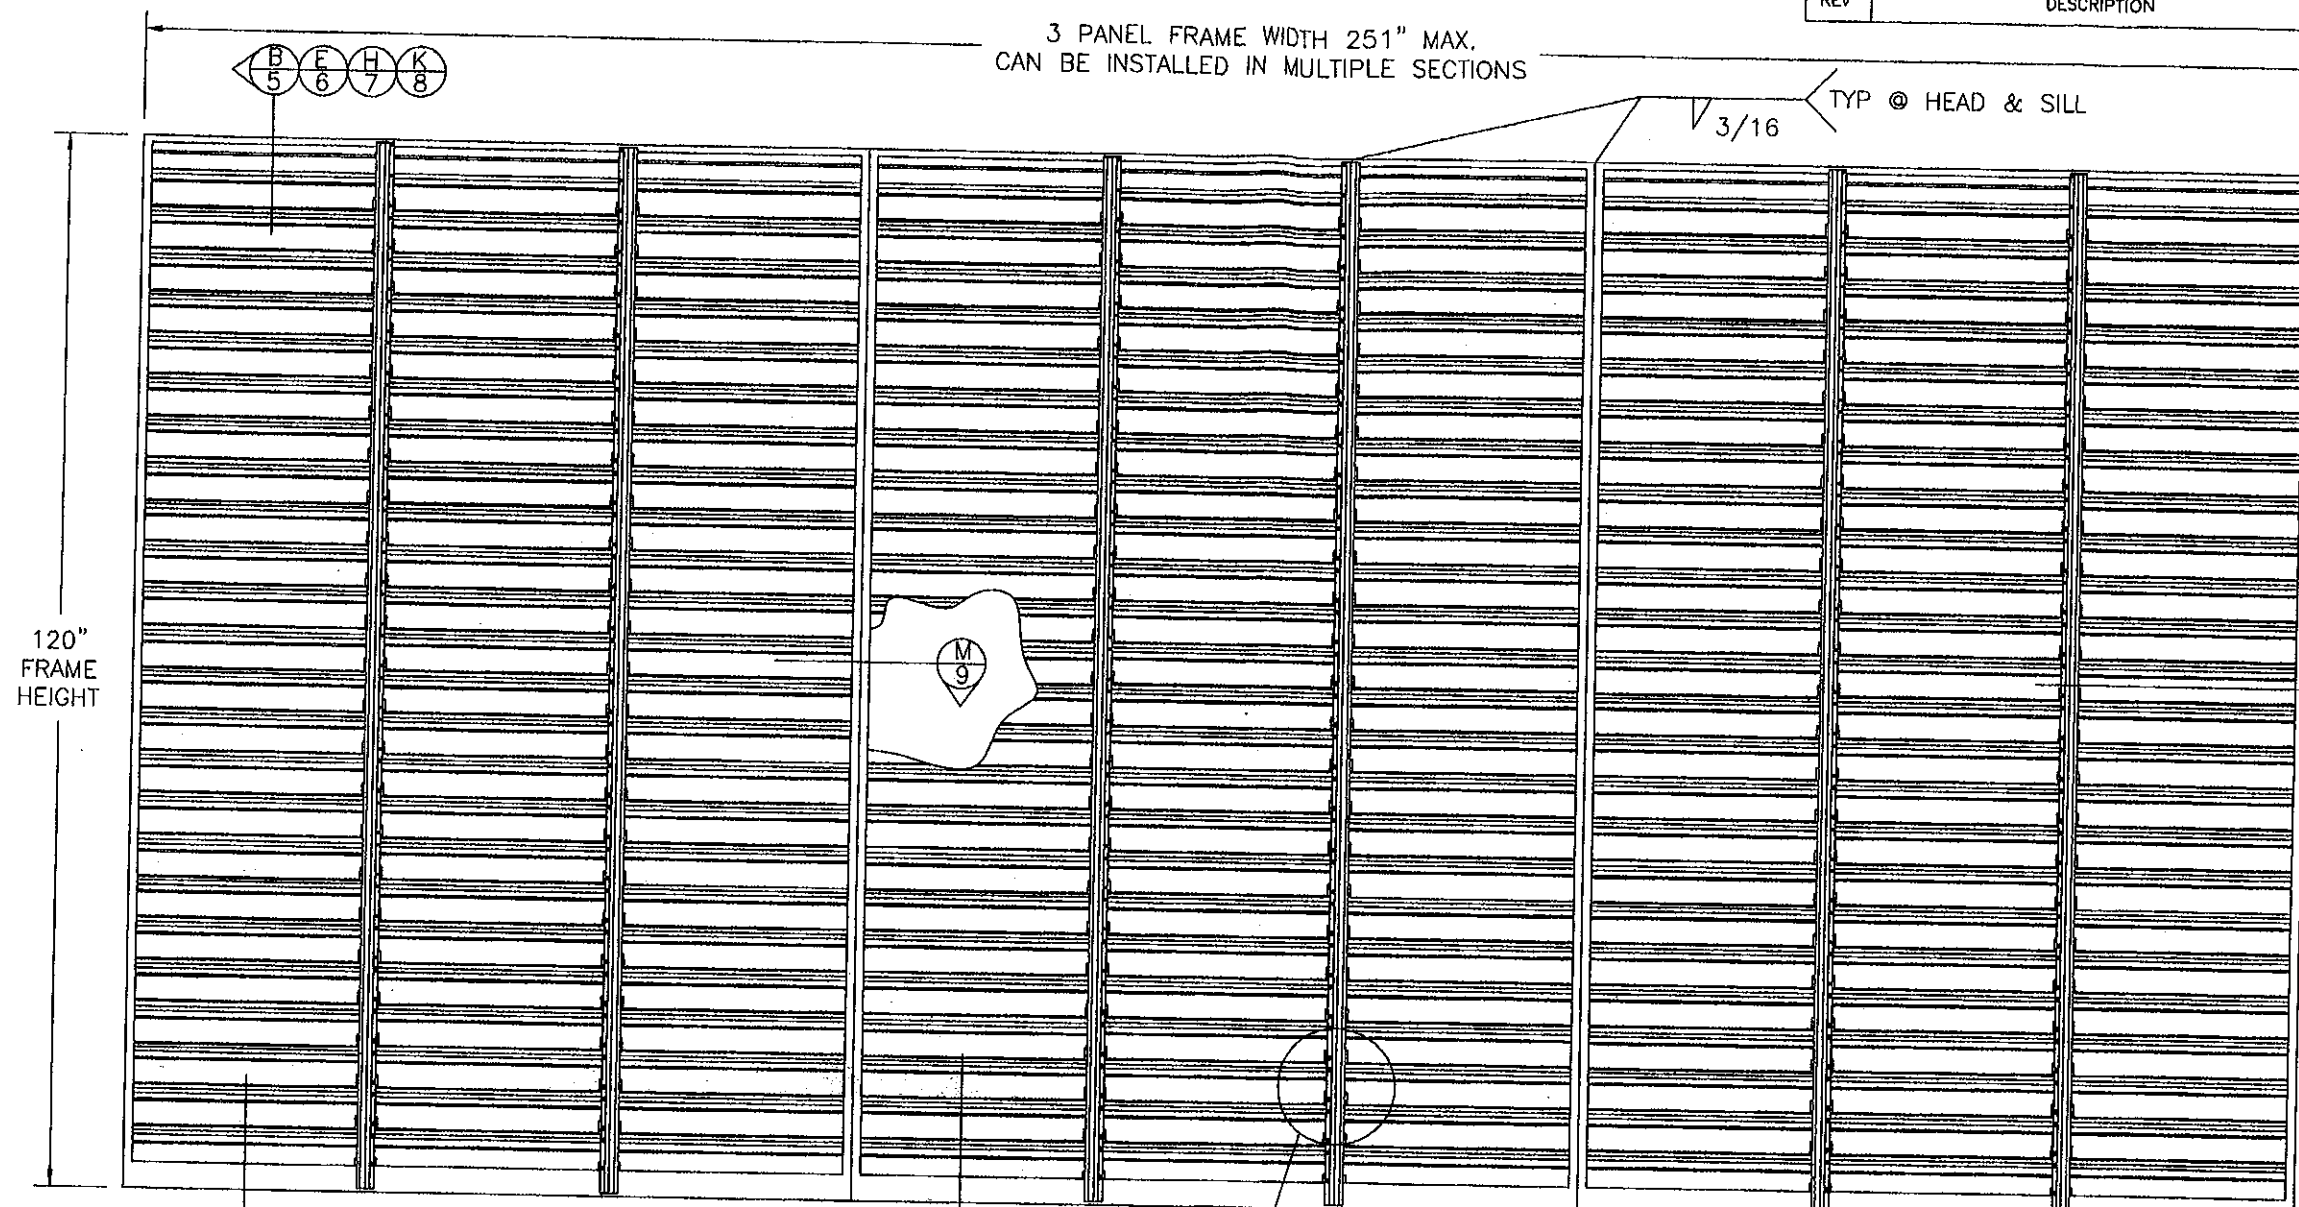 REV DESCRIPTION
3 PANEL FRAME WIDTH 251" MAX.
CAN BE INSTALLED IN MULTIPLE SECTIONS
B E H K
5 6 7 8
TYP @ HEAD & SILL
3/16
120"
FRAME
HEIGHT
M
9